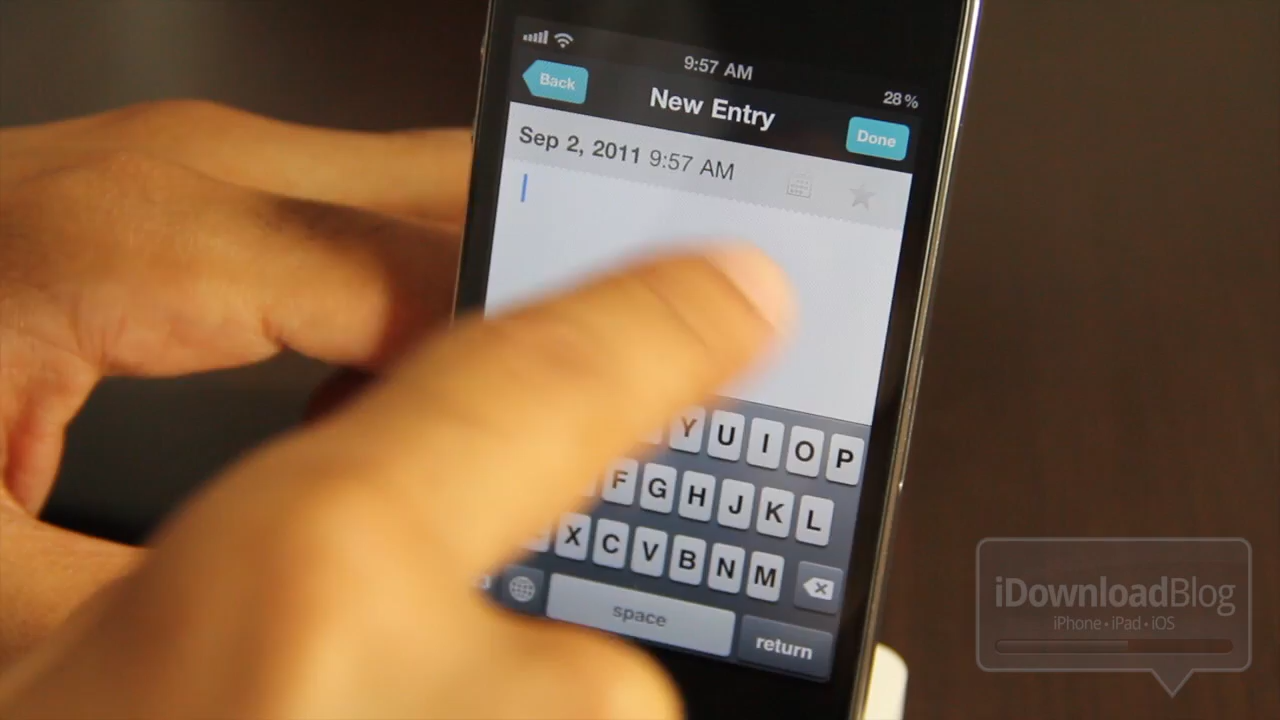 9:57 AM
28%
Back
New Entry
Done
Sep 2, 2011 9:57 AM
Y U I O P
F G H J K L
X C V B N M
space
return
iDownloadBlog
iPhone • iPad • iOS